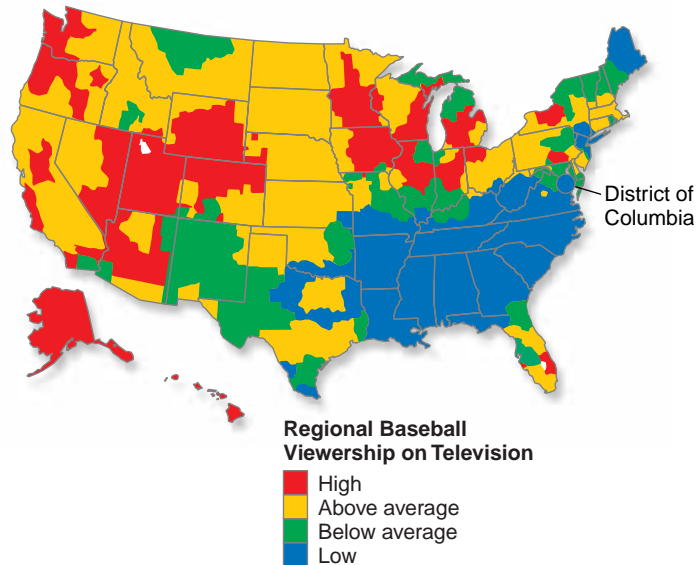 District of
Columbia
Regional Baseball
Viewership on Television
High
Above average
Below average
Low